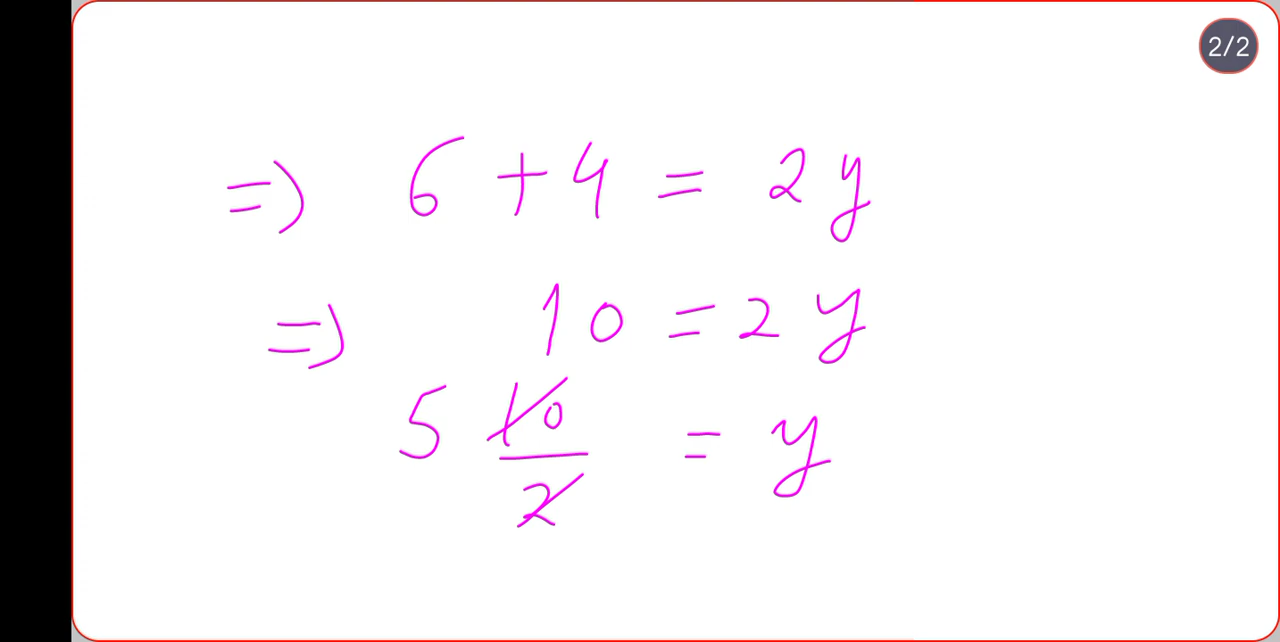 2/2
=> 6 + 4 = 2y
=> 10 = 2y
5 10/2 = y